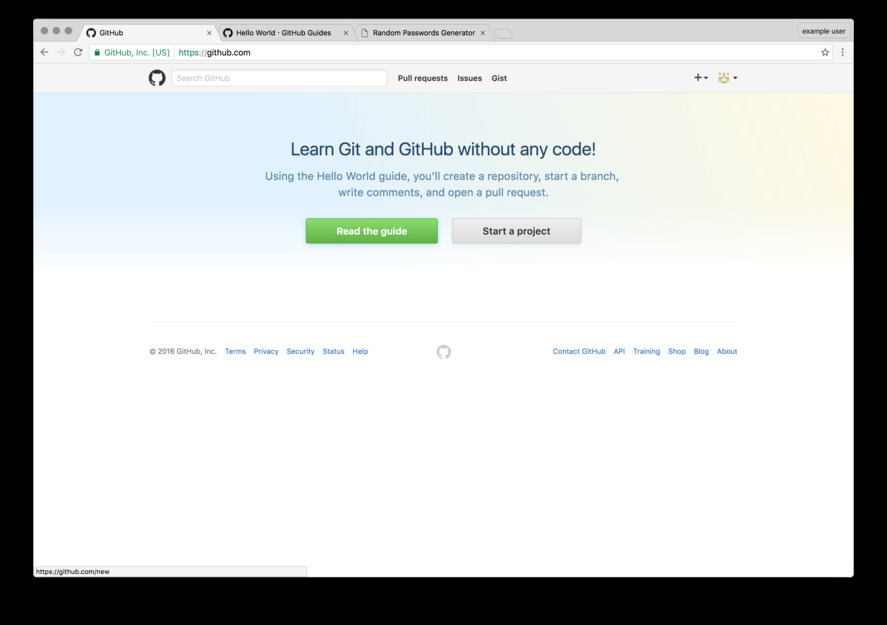 GitHub
Hello World · GitHub Guides
Random Passwords Generator
example user
GitHub, Inc. [US]
https://github.com
Search GitHub
Pull requests
Issues
Gist
Learn Git and GitHub without any code!
Using the Hello World guide, you’ll create a repository, start a branch,
write comments, and open a pull request.
Read the guide
Start a project
© 2016 GitHub, Inc.
Terms
Privacy
Security
Status
Help
Contact GitHub
API
Training
Shop
Blog
About
https://github.com/new